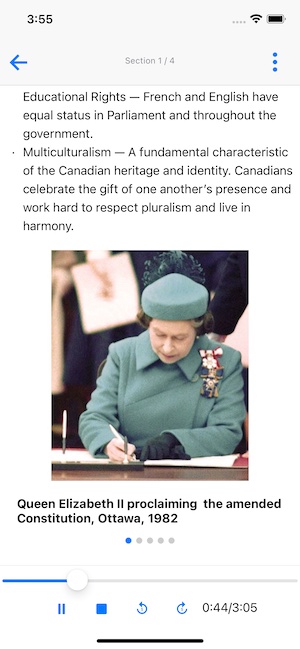 3:55
Section 1 / 4
Educational Rights — French and English have
equal status in Parliament and throughout the
government.
· Multiculturalism — A fundamental characteristic
of the Canadian heritage and identity. Canadians
celebrate the gift of one another’s presence and
work hard to respect pluralism and live in
harmony.
Queen Elizabeth II proclaiming the amended
Constitution, Ottawa, 1982
5
5
0:44/3:05